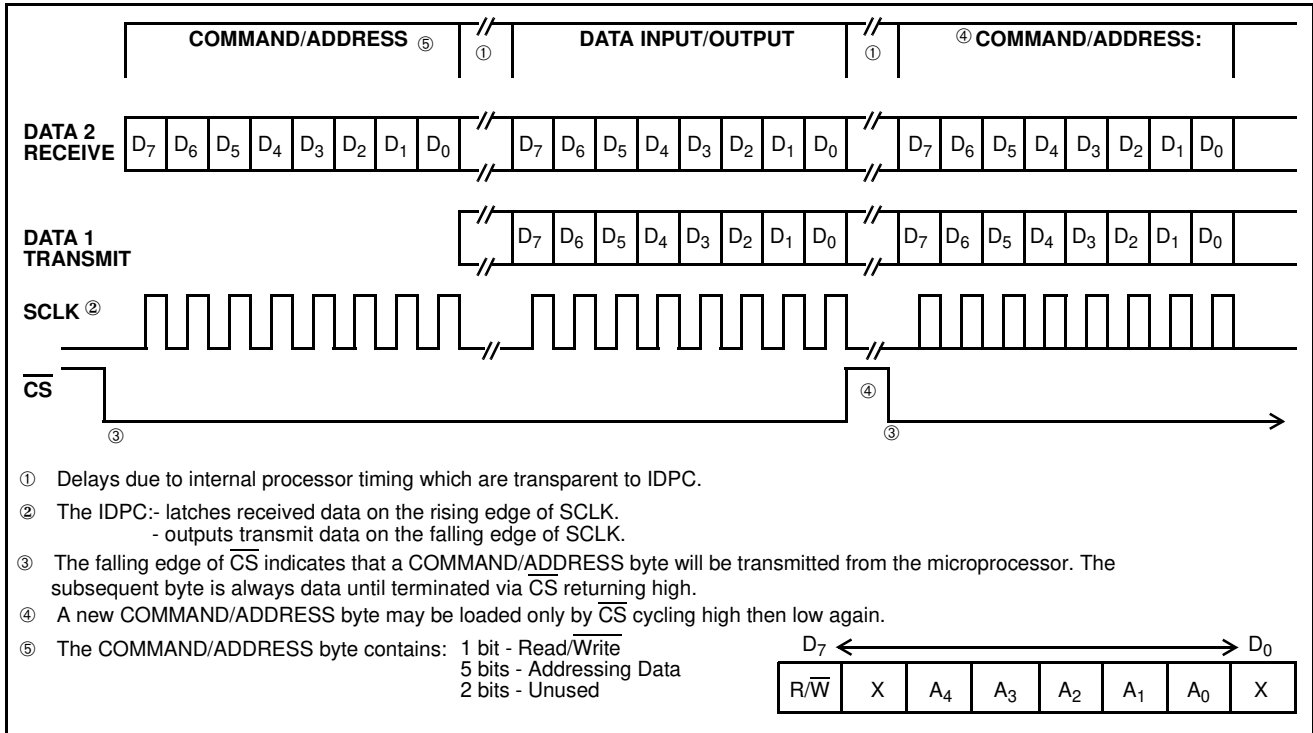 COMMAND/ADDRESS ⑤ ① DATA INPUT/OUTPUT ① ④ COMMAND/ADDRESS:
DATA 2
RECEIVE
D7 D6 D5 D4 D3 D2 D1 D0 D7 D6 D5 D4 D3 D2 D1 D0 D7 D6 D5 D4 D3 D2 D1 D0
DATA 1
TRANSMIT
D7 D6 D5 D4 D3 D2 D1 D0 D7 D6 D5 D4 D3 D2 D1 D0
SCLK ②
C̅S̅ ④
③ ③
① Delays due to internal processor timing which are transparent to IDPC.
② The IDPC:- latches received data on the rising edge of SCLK.
- outputs transmit data on the falling edge of SCLK.
③ The falling edge of C̅S̅ indicates that a COMMAND/ADDRESS byte will be transmitted from the microprocessor. The
subsequent byte is always data until terminated via C̅S̅ returning high.
④ A new COMMAND/ADDRESS byte may be loaded only by C̅S̅ cycling high then low again.
⑤ The COMMAND/ADDRESS byte contains: 1 bit - Read/W̅r̅i̅t̅e̅
5 bits - Addressing Data
2 bits - Unused
D7 D0
R/W̅ X A4 A3 A2 A1 A0 X